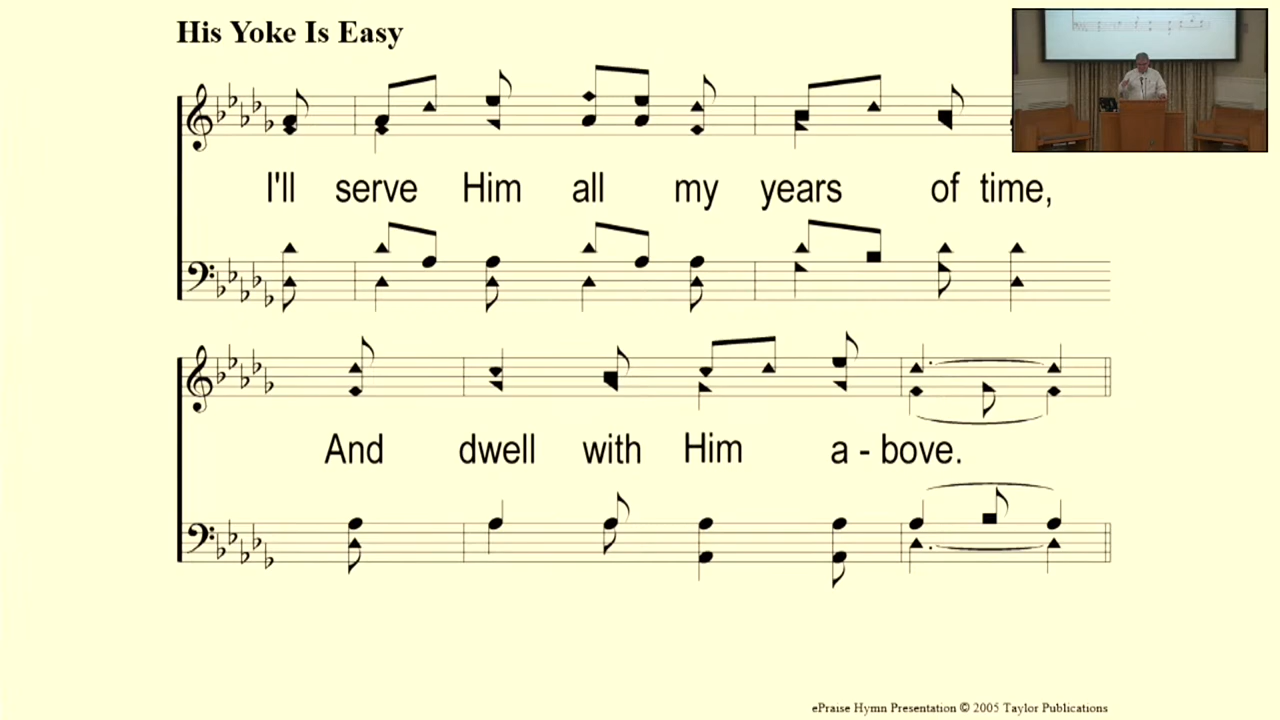 His Yoke Is Easy
I'll serve Him all my years of time,
And dwell with Him a - bove.
ePraise Hymn Presentation © 2005 Taylor Publications